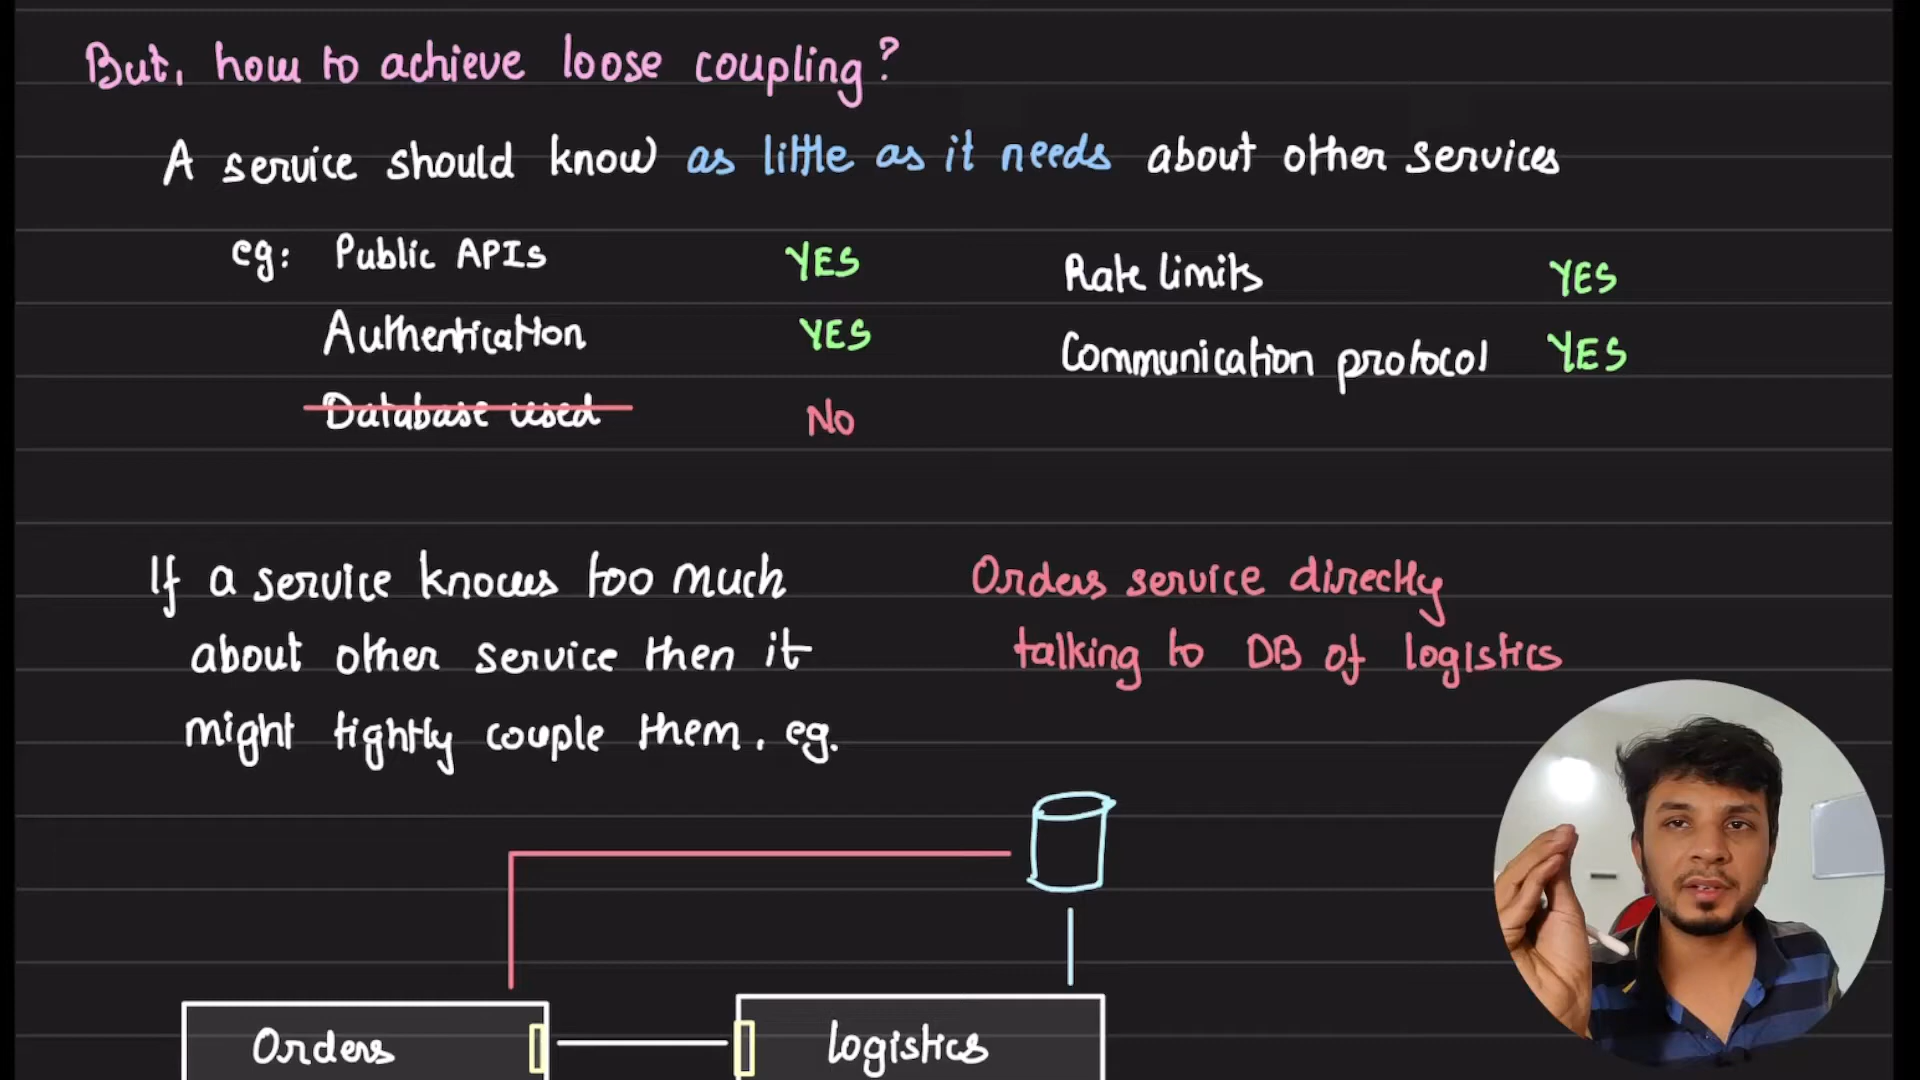 But, how to achieve loose coupling?
A service should know as little as it needs about other services
eg: Public APIs YES Rate limits YES
Authentication YES Communication protocol YES
Database used No
If a service knows too much Orders service directly
about other service then it talking to DB of logistics
might tightly couple them. eg.
Orders logistics